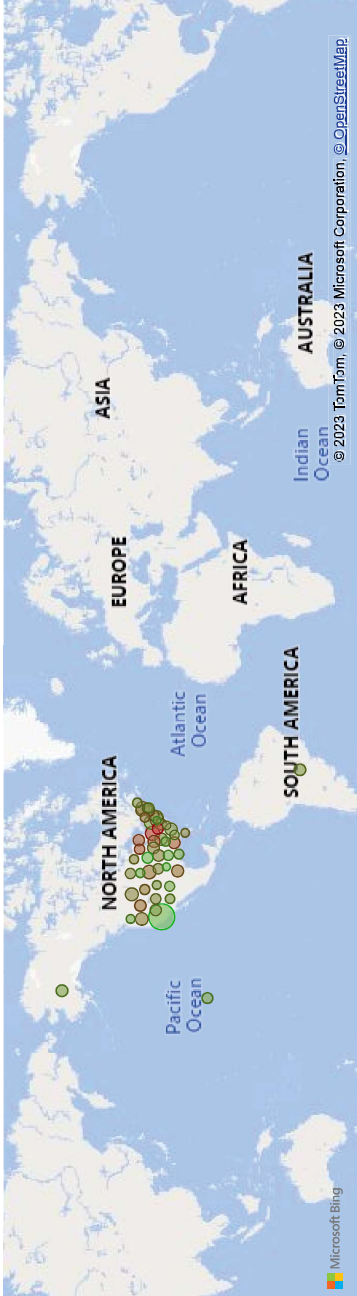 NORTH AMERICA
EUROPE
ASIA
Atlantic
Ocean
AFRICA
Pacific
Ocean
SOUTH AMERICA
Indian
Ocean
AUSTRALIA
Microsoft Bing
© 2023 TomTom, © 2023 Microsoft Corporation, © OpenStreetMap